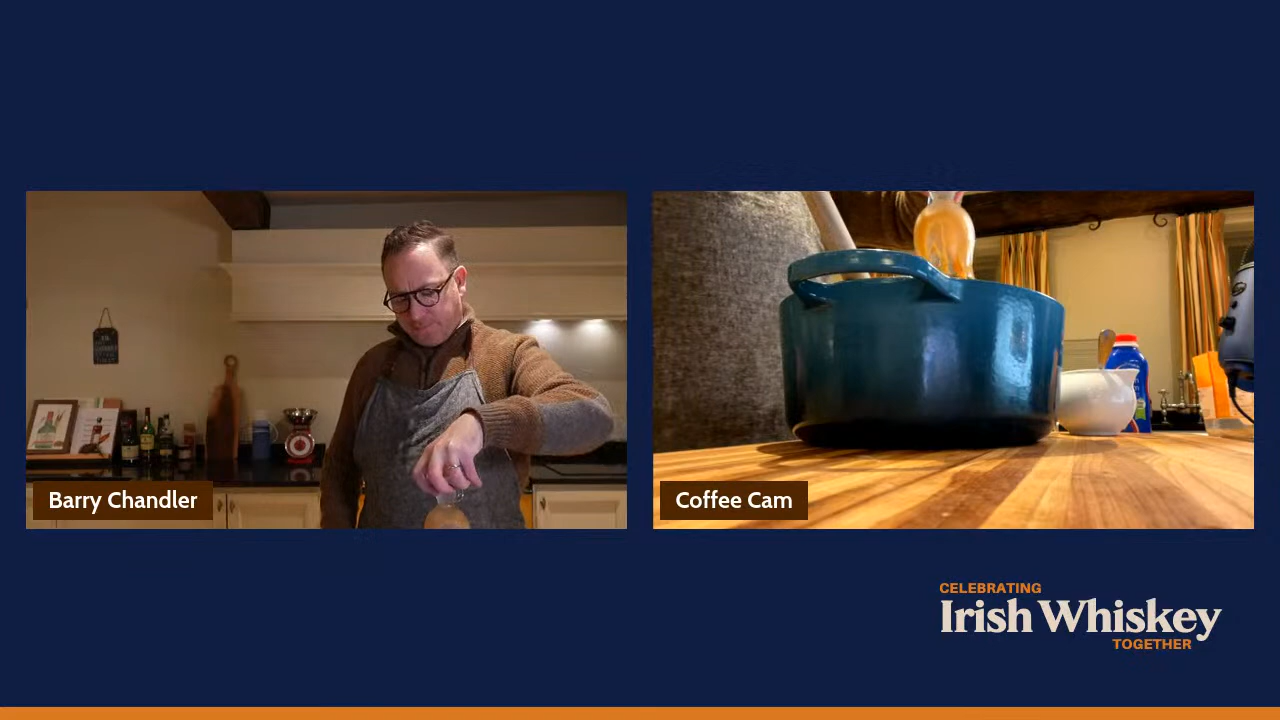 Barry Chandler
Coffee Cam
CELEBRATING
Irish Whiskey
TOGETHER